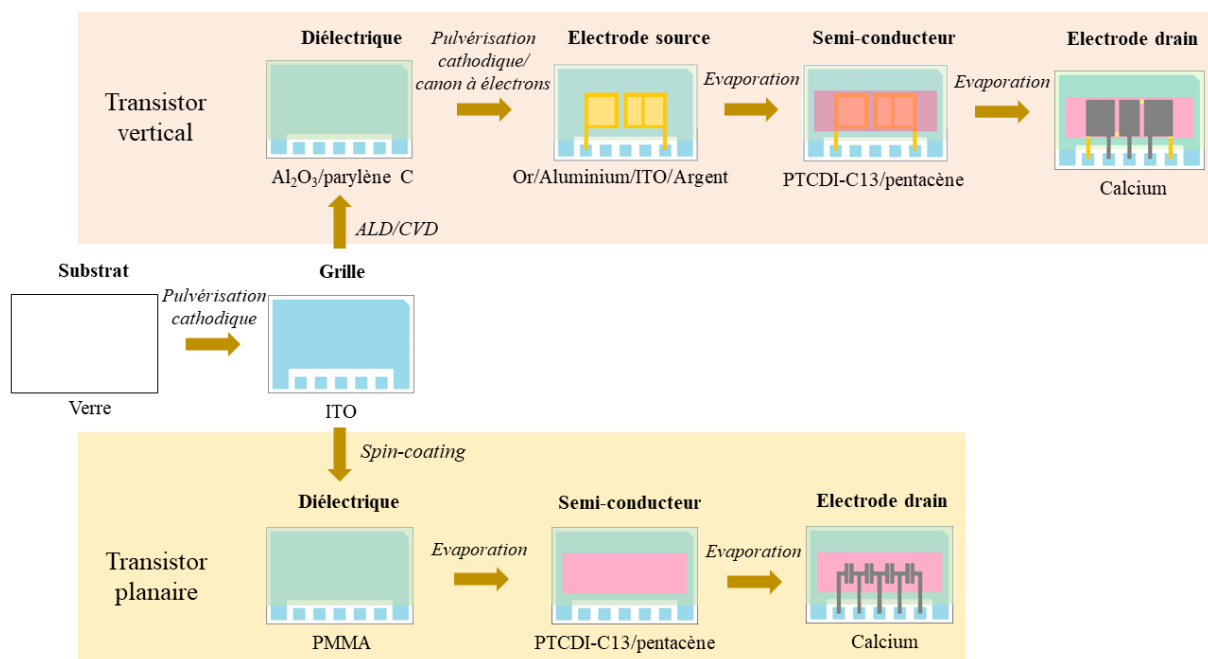 Diélectrique
Pulvérisation
cathodique/
canon à électrons
Electrode source
Evaporation
Semi-conducteur
Evaporation
Electrode drain
Transistor
vertical
Al₂O₃/parylène C
Or/Aluminium/ITO/Argent
PTCDI-C13/pentacène
Calcium
ALD/CVD
Substrat
Grille
Pulvérisation
cathodique
Verre
ITO
Spin-coating
Diélectrique
Semi-conducteur
Electrode drain
Transistor
planaire
Evaporation
Evaporation
PMMA
PTCDI-C13/pentacène
Calcium